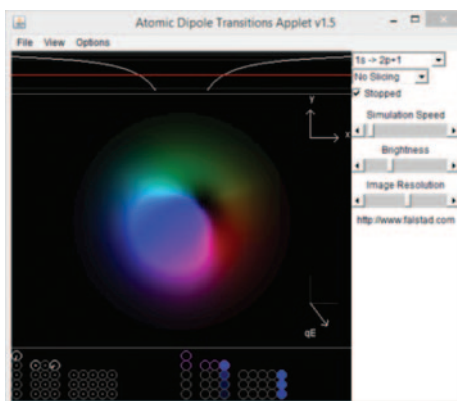 Atomic Dipole Transitions Applet v1.5
File View Options
1s -> 2p+1
No Slicing
Stopped
Simulation Speed
Brightness
Image Resolution
http://www.falstad.com
Y
x
qE